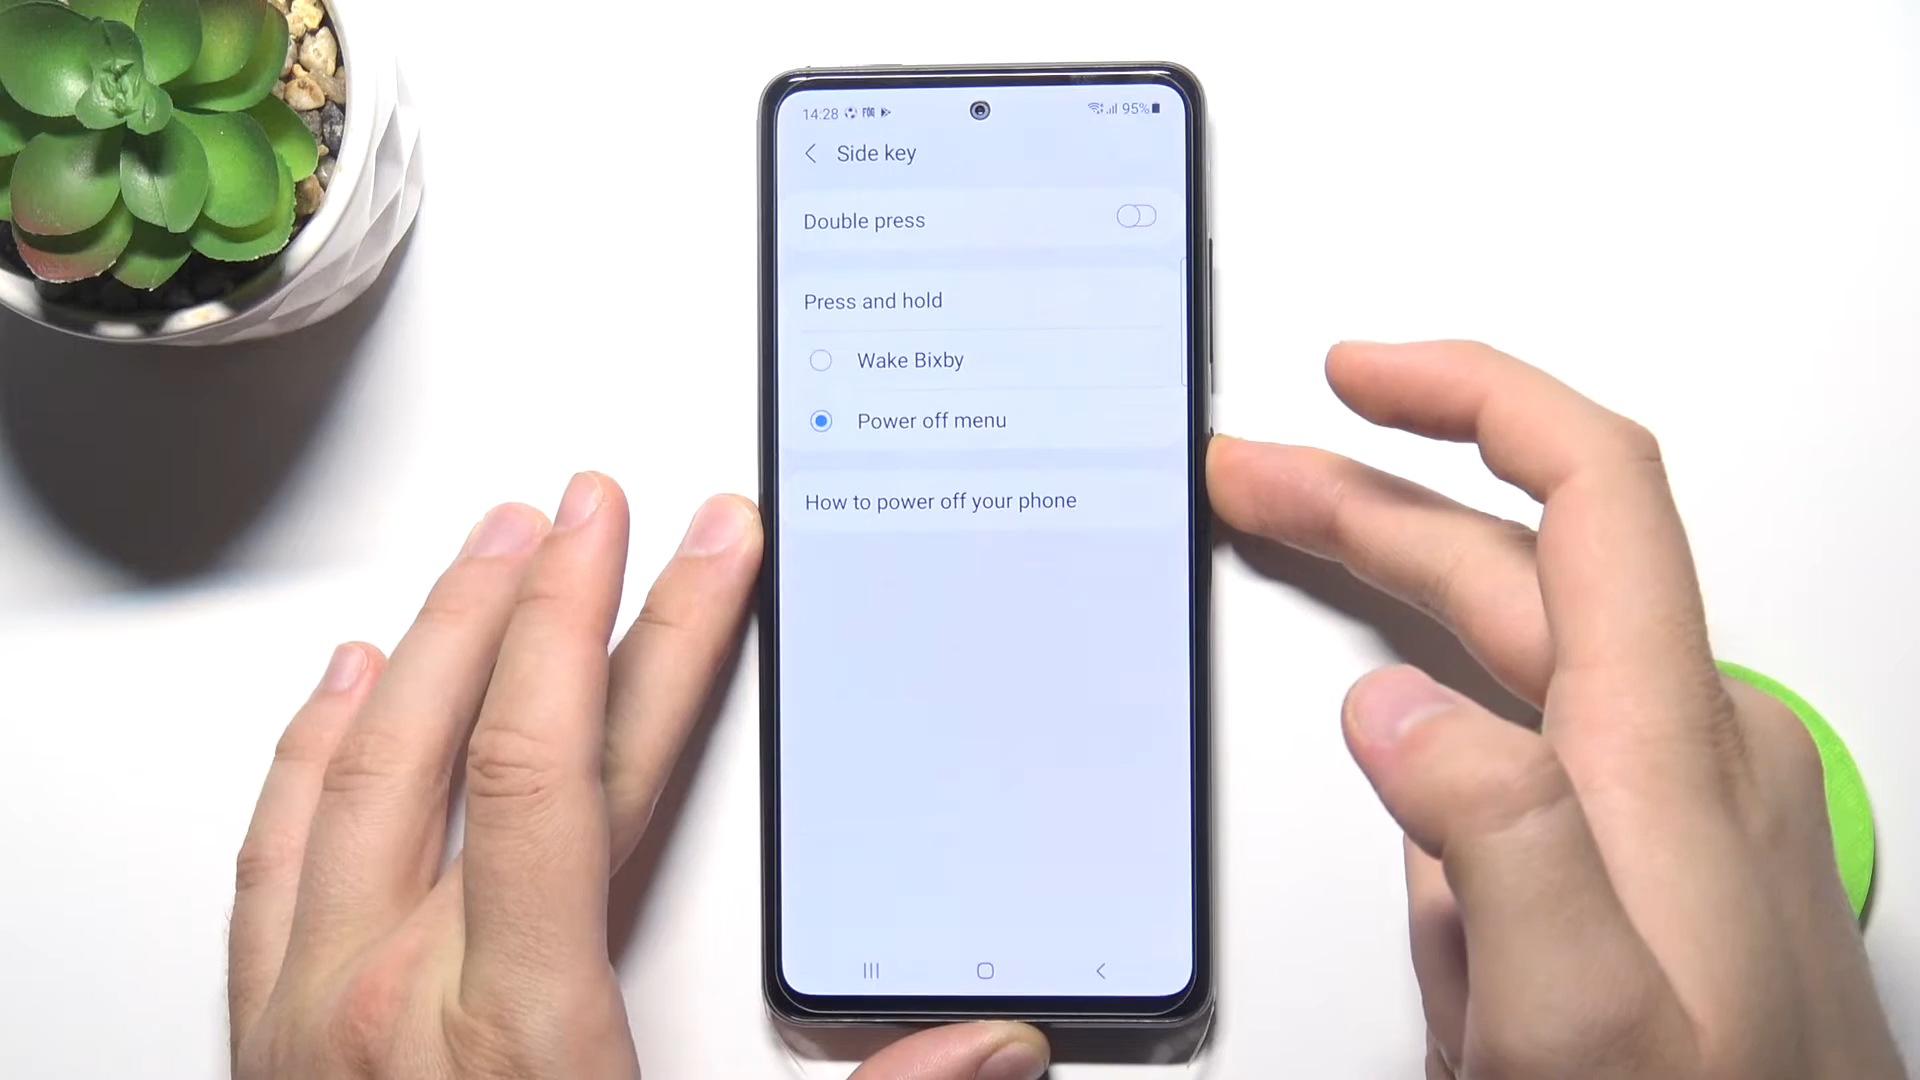 14:28 95%
Side key
Double press
Press and hold
Wake Bixby
Power off menu
How to power off your phone